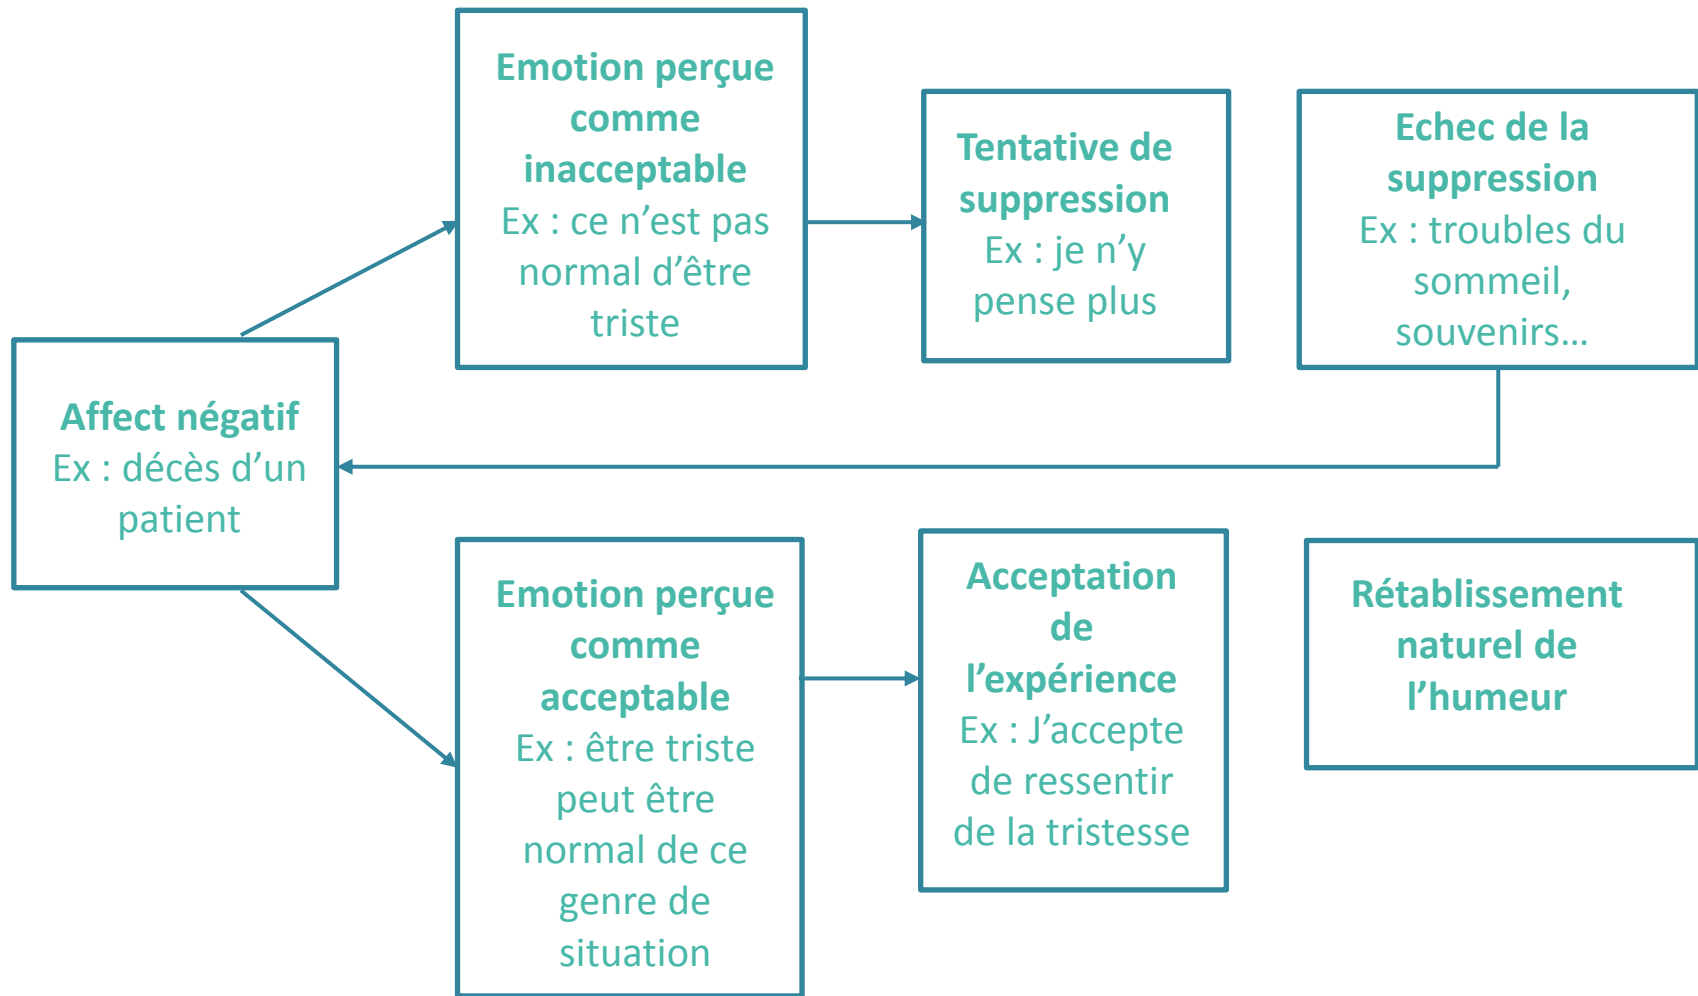 Emotion perçue
comme
inacceptable
Ex : ce n’est pas
normal d’être
triste
Tentative de
suppression
Ex : je n’y
pense plus
Echec de la
suppression
Ex : troubles du
sommeil,
souvenirs…
Affect négatif
Ex : décès d’un
patient
Emotion perçue
comme
acceptable
Ex : être triste
peut être
normal de ce
genre de
situation
Acceptation
de
l’expérience
Ex : J’accepte
de ressentir
de la tristesse
Rétablissement
naturel de
l’humeur